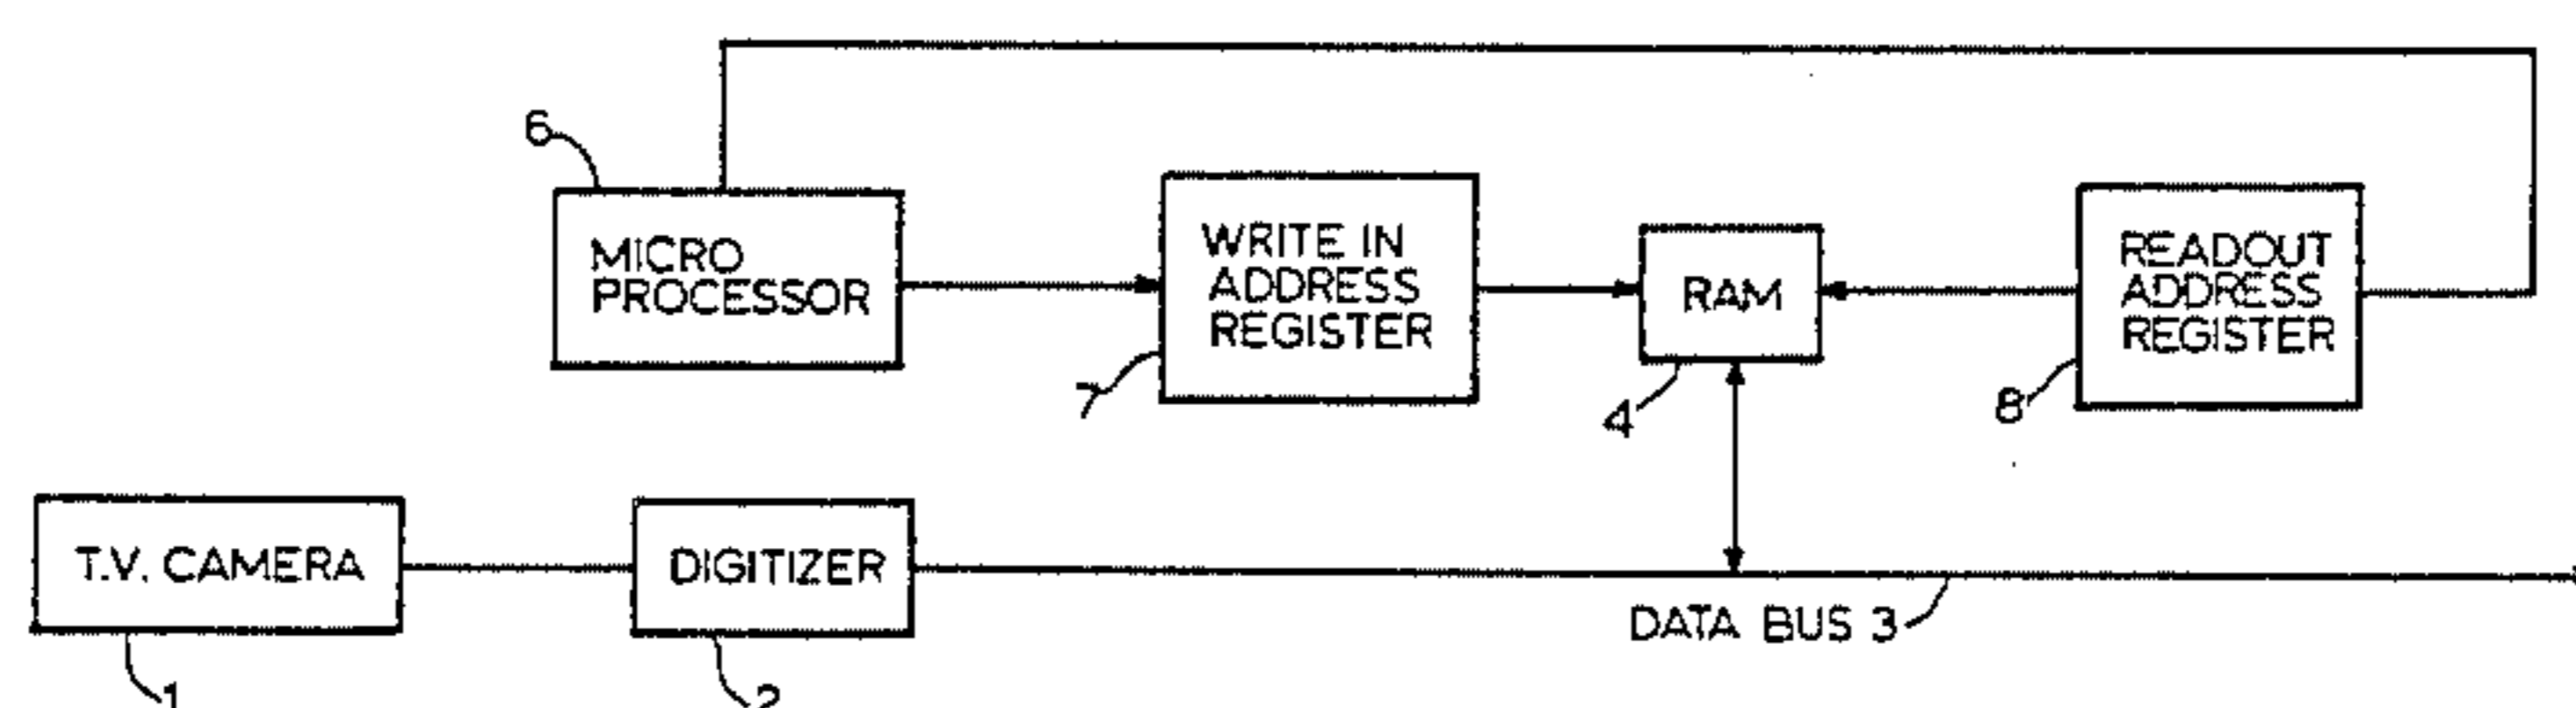 6
MICRO
PROCESSOR
WRITE IN
ADDRESS
REGISTER
7
RAM
4
READOUT
ADDRESS
REGISTER
8
T.V. CAMERA
1
DIGITIZER
2
DATA BUS 3